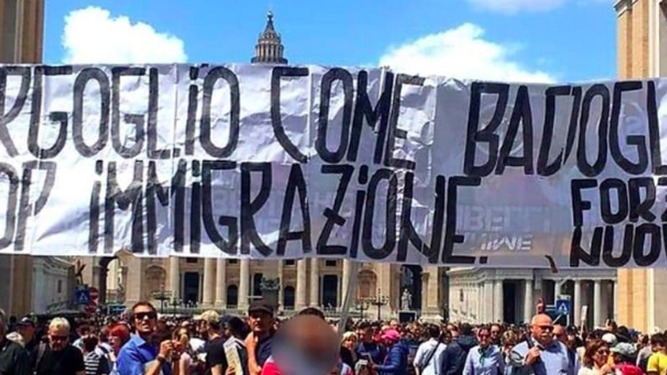 RGOGLIO COME BADOGL
OP IMMIGRAZIONE. FOR
NUOV